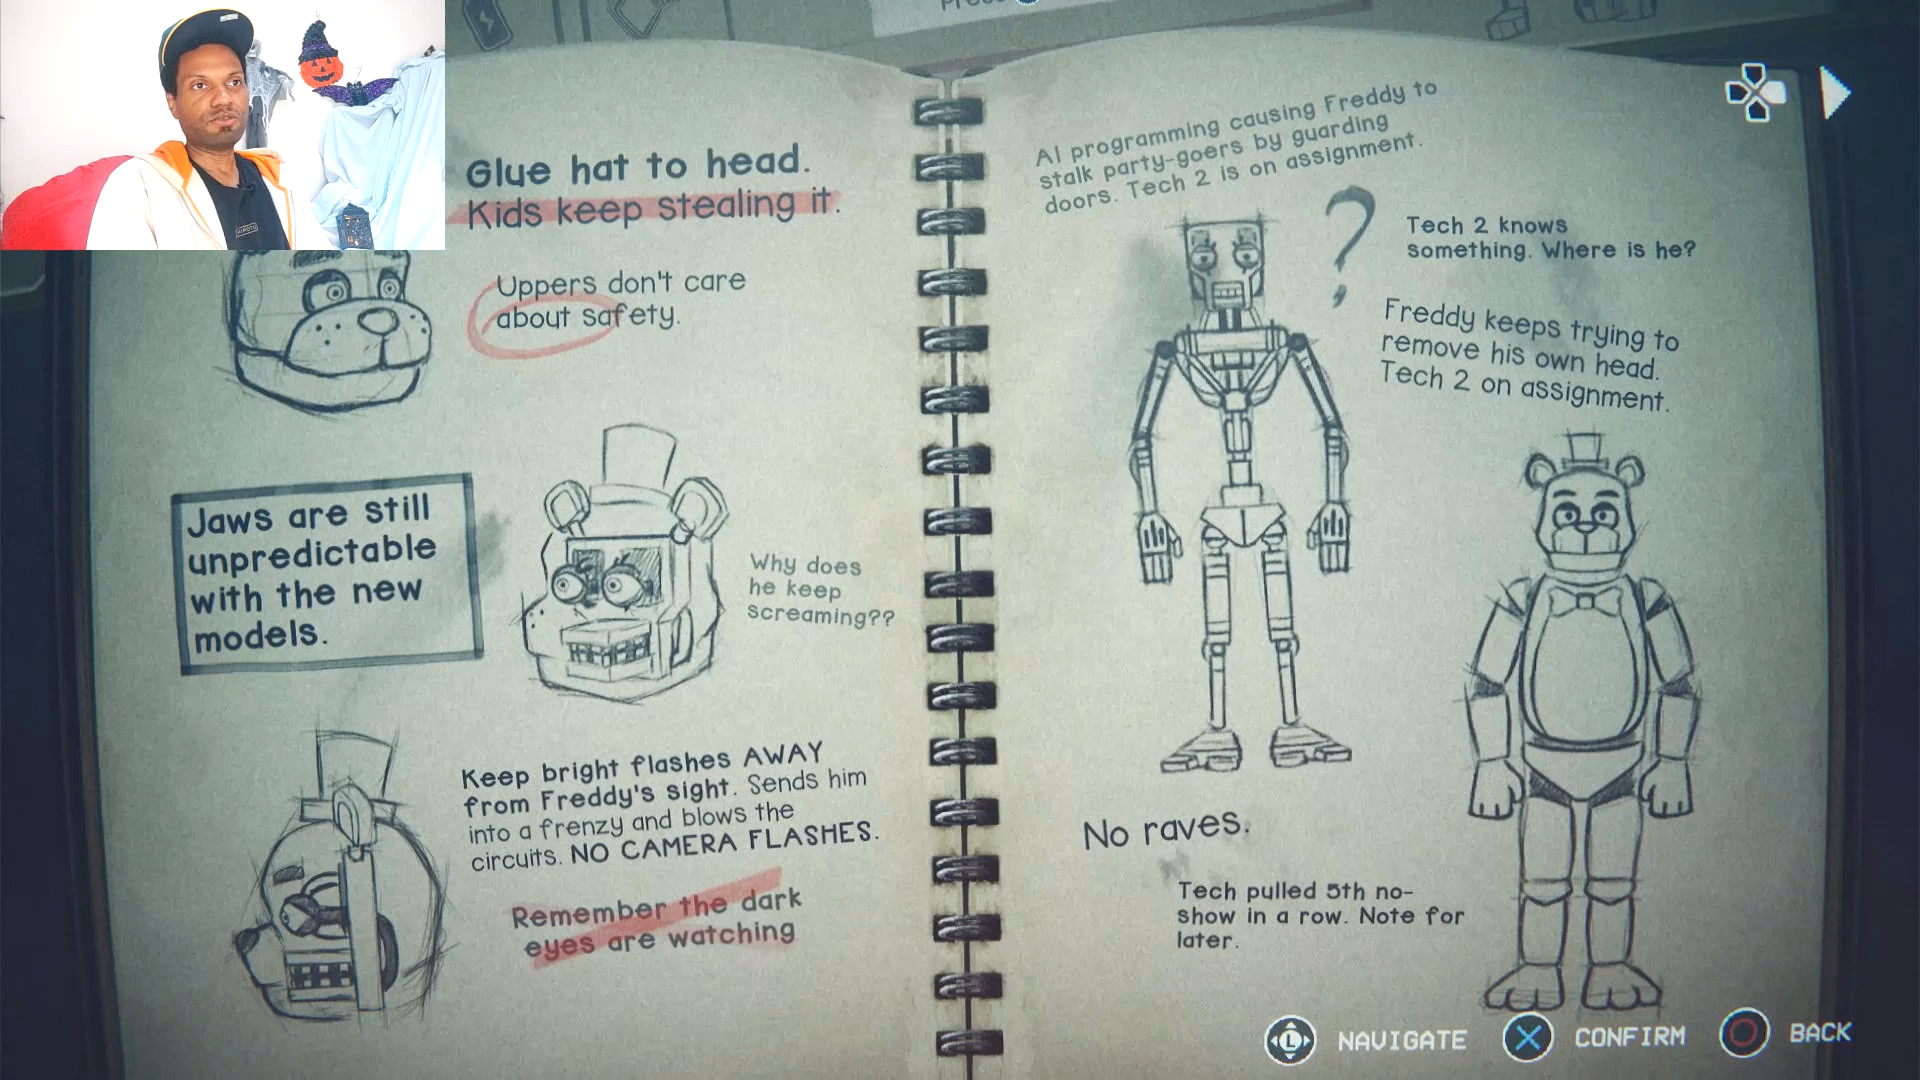 Glue hat to head.
Kids keep stealing it.
Uppers don't care
about safety.
Jaws are still
unpredictable
with the new
models.
Why does
he keep
screaming??
Keep bright flashes AWAY
from Freddy's sight. Sends him
into a frenzy and blows the
circuits. NO CAMERA FLASHES.
Remember the dark
eyes are watching
AI programming causing Freddy to
stalk party-goers by guarding
doors. Tech 2 is on assignment.
?
Tech 2 knows
something. Where is he?
Freddy keeps trying to
remove his own head.
Tech 2 on assignment.
No raves.
Tech pulled 5th no-
show in a row. Note for
later.
L NAVIGATE CONFIRM BACK